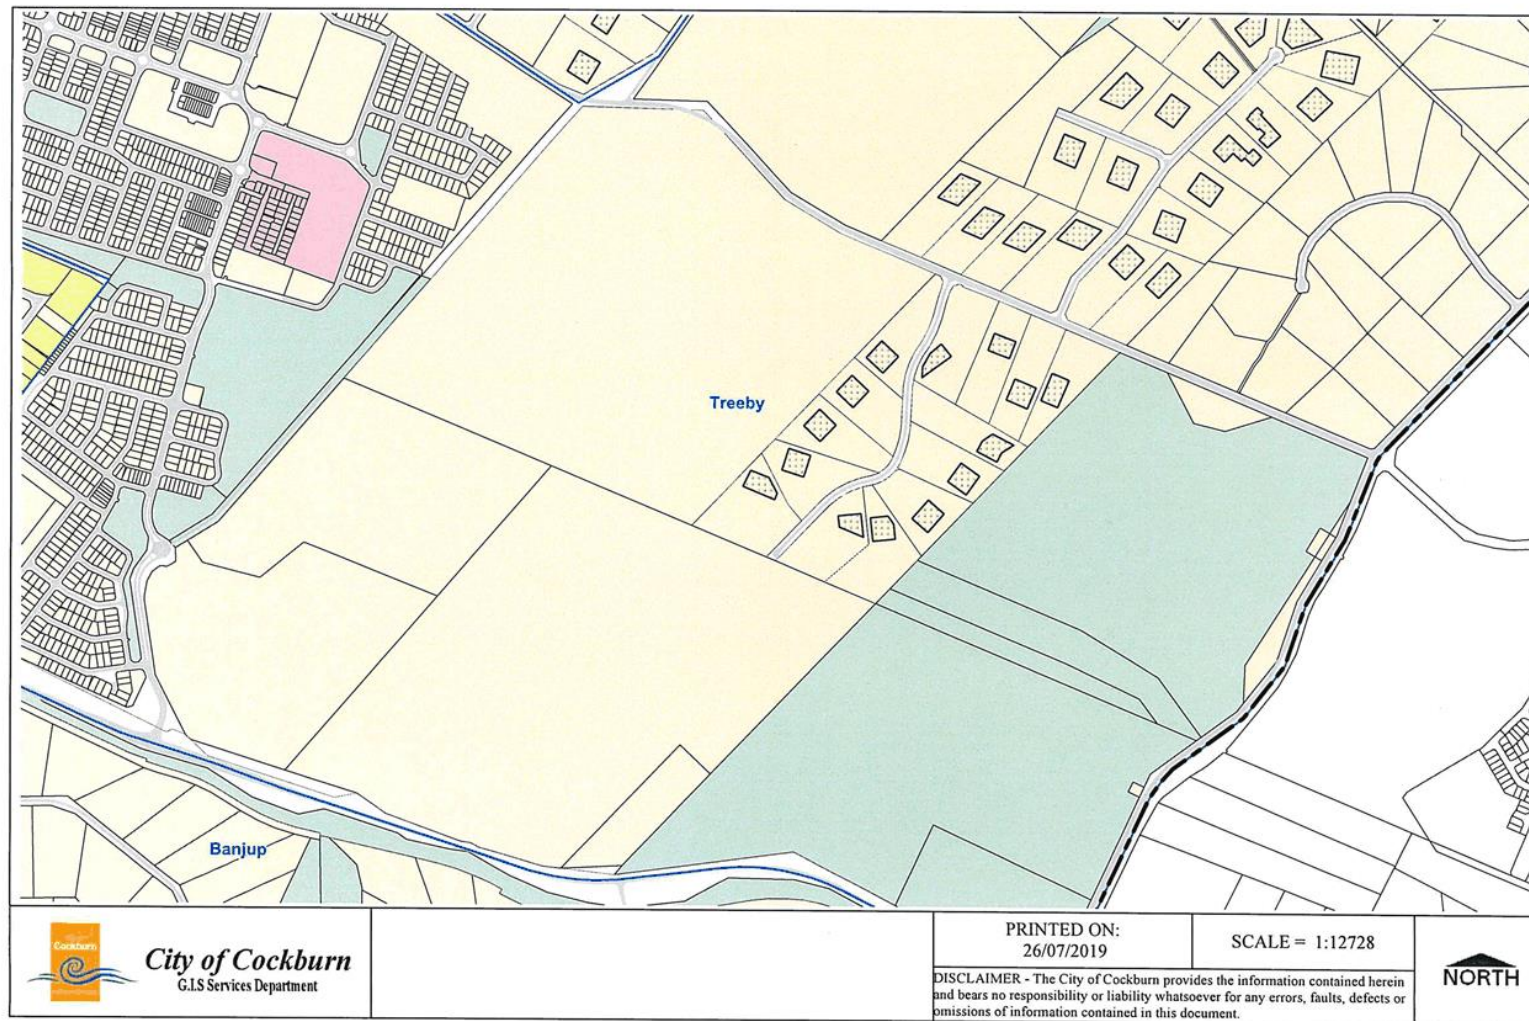 Treeby
Banjup
Cockburn
City of Cockburn
G.I.S Services Department
PRINTED ON:
26/07/2019
SCALE = 1:12728
DISCLAIMER - The City of Cockburn provides the information contained herein
and bears no responsibility or liability whatsoever for any errors, faults, defects or
omissions of information contained in this document.
NORTH